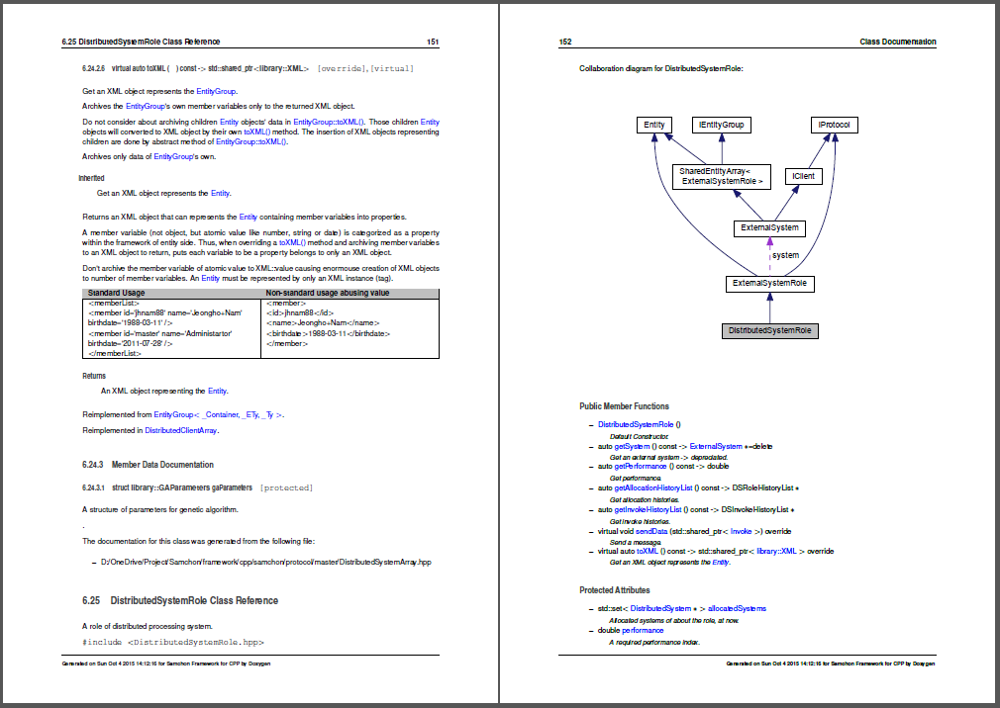 6.25 DistributedSystemRole Class Reference 151
6.24.2.6 virtual auto toXML ( ) const -> std::shared_ptr<library::XML> [override],[virtual]
Get an XML object represents the EntityGroup.
Archives the EntityGroup's own member variables only to the returned XML object.
Do not consider about archiving children Entity objects' data in EntityGroup::toXML(). Those children Entity
objects will converted to XML object by their own toXML() method. The insertion of XML objects representing
children are done by abstract method of EntityGroup::toXML().
Archives only data of EntityGroup's own.
Inherited
Get an XML object represents the Entity.
Returns an XML object that can represents the Entity containing member variables into properties.
A member variable (not object, but atomic value like number, string or date) is categorized as a property
within the framework of entity side. Thus, when overriding a toXML() method and archiving member variables
to an XML object to return, puts each variable to be a property belongs to only an XML object.
Don't archive the member variable of atomic value to XML::value causing enormouse creation of XML objects
to number of member variables. An Entity must be represented by only an XML instance (tag).
Standard Usage Non-standard usage abusing value
<memberList> <member>
<member id='jhnam88' name='Jeongho+Nam' <id>jhnam88</id>
birthdate='1988-03-11' /> <name>Jeongho+Nam</name>
<member id='master' name='Administartor' <birthdate>1988-03-11</birthdate>
birthdate='2011-07-28' /> </member>
</memberList>
Returns
An XML object representing the Entity.
Reimplemented from EntityGroup< _Container, _ETy, _Ty >.
Reimplemented in DistributedClientArray.
6.24.3 Member Data Documentation
6.24.3.1 struct library::GAParameters gaParameters [protected]
A structure of parameters for genetic algorithm.
.
The documentation for this class was generated from the following file:
– D:/OneDrive/Project/Samchon/framework/cpp/samchon/protocol/master/DistributedSystemArray.hpp
6.25 DistributedSystemRole Class Reference
A role of distributed processing system.
#include <DistributedSystemRole.hpp>
Generated on Sun Oct 4 2015 14:12:16 for Samchon Framework for CPP by Doxygen
152 Class Documentation
Collaboration diagram for DistributedSystemRole:
Entity IEntityGroup IProtocol
SharedEntityArray<
ExternalSystemRole >
IClient
ExternalSystem
system
ExternalSystemRole
DistributedSystemRole
Public Member Functions
– DistributedSystemRole ()
Default Constructor.
– auto getSystem () const -> ExternalSystem *=delete
Get an external system -> depreciated.
– auto getPerformance () const -> double
Get performance.
– auto getAllocationHistoryList () const -> DSRoleHistoryList *
Get allocation histories.
– auto getInvokeHistoryList () const -> DSInvokeHistoryList *
Get invoke histories.
– virtual void sendData (std::shared_ptr< Invoke >) override
Send a message.
– virtual auto toXML () const -> std::shared_ptr< library::XML > override
Get an XML object represents the Entity.
Protected Attributes
– std::set< DistributedSystem * > allocatedSystems
Allocated systems of about the role, at now.
– double performance
A required performance index.
Generated on Sun Oct 4 2015 14:12:16 for Samchon Framework for CPP by Doxygen